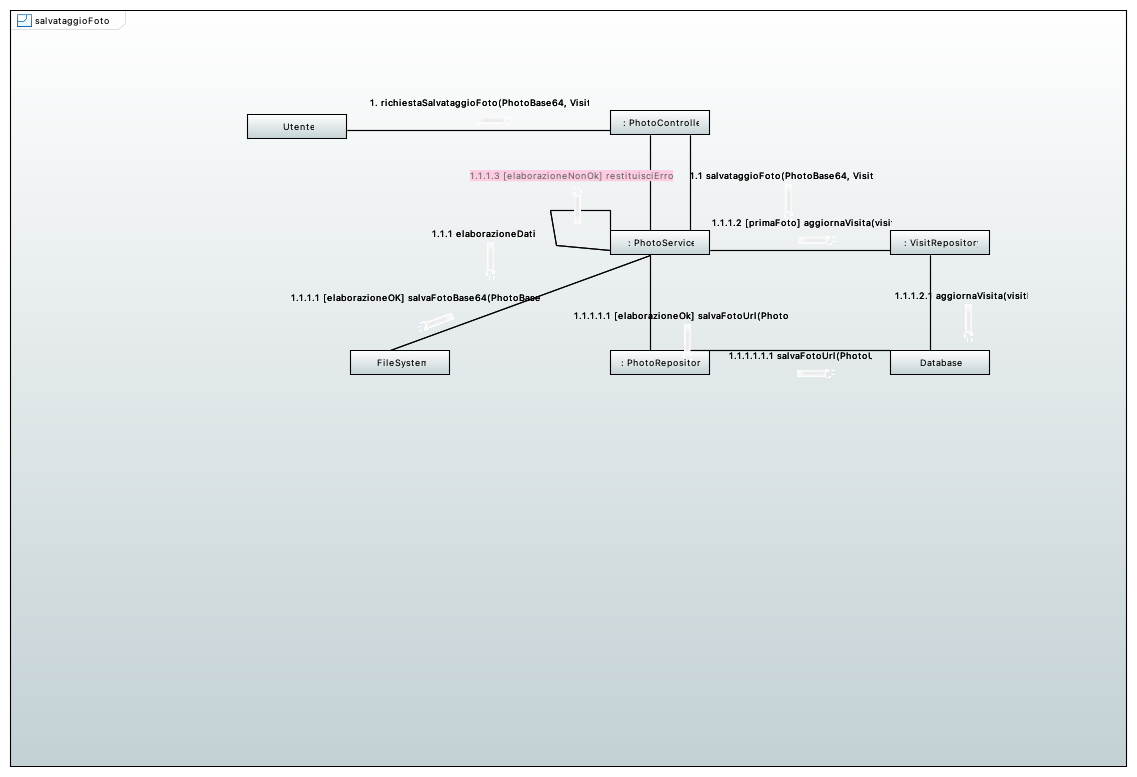 salvataggioFoto
1. richiestaSalvataggioFoto(PhotoBase64, Visit
Utente
: PhotoControlle
1.1.1.3 [elaborazioneNonOk] restituisciErro
1.1 salvataggioFoto(PhotoBase64, Visit
1.1.1.2 [primaFoto] aggiornaVisita(visit
1.1.1 elaborazioneDati
: PhotoService
: VisitRepository
1.1.1.1 [elaborazioneOK] salvaFotoBase64(PhotoBase
1.1.1.2.1 aggiornaVisita(visit
1.1.1.1.1 [elaborazioneOk] salvaFotoUrl(Photo
1.1.1.1.1.1 salvaFotoUrl(PhotoU
FileSystem
: PhotoRepositor
Database